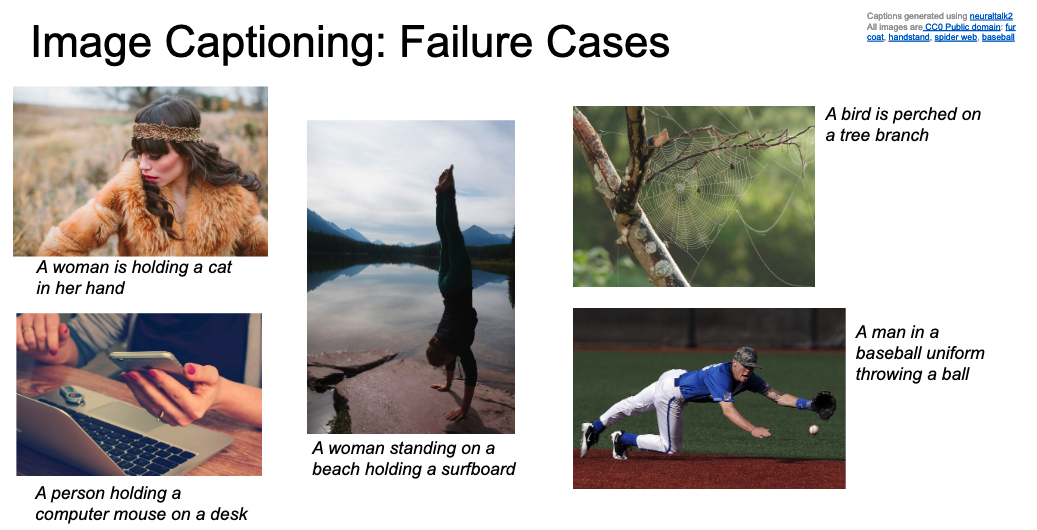 Image Captioning: Failure Cases
Captions generated using neuraltalk2
All images are CC0 Public domain: fur
coat, handstand, spider web, baseball
A woman is holding a cat
in her hand
A person holding a
computer mouse on a desk
A woman standing on a
beach holding a surfboard
A bird is perched on
a tree branch
A man in a
baseball uniform
throwing a ball